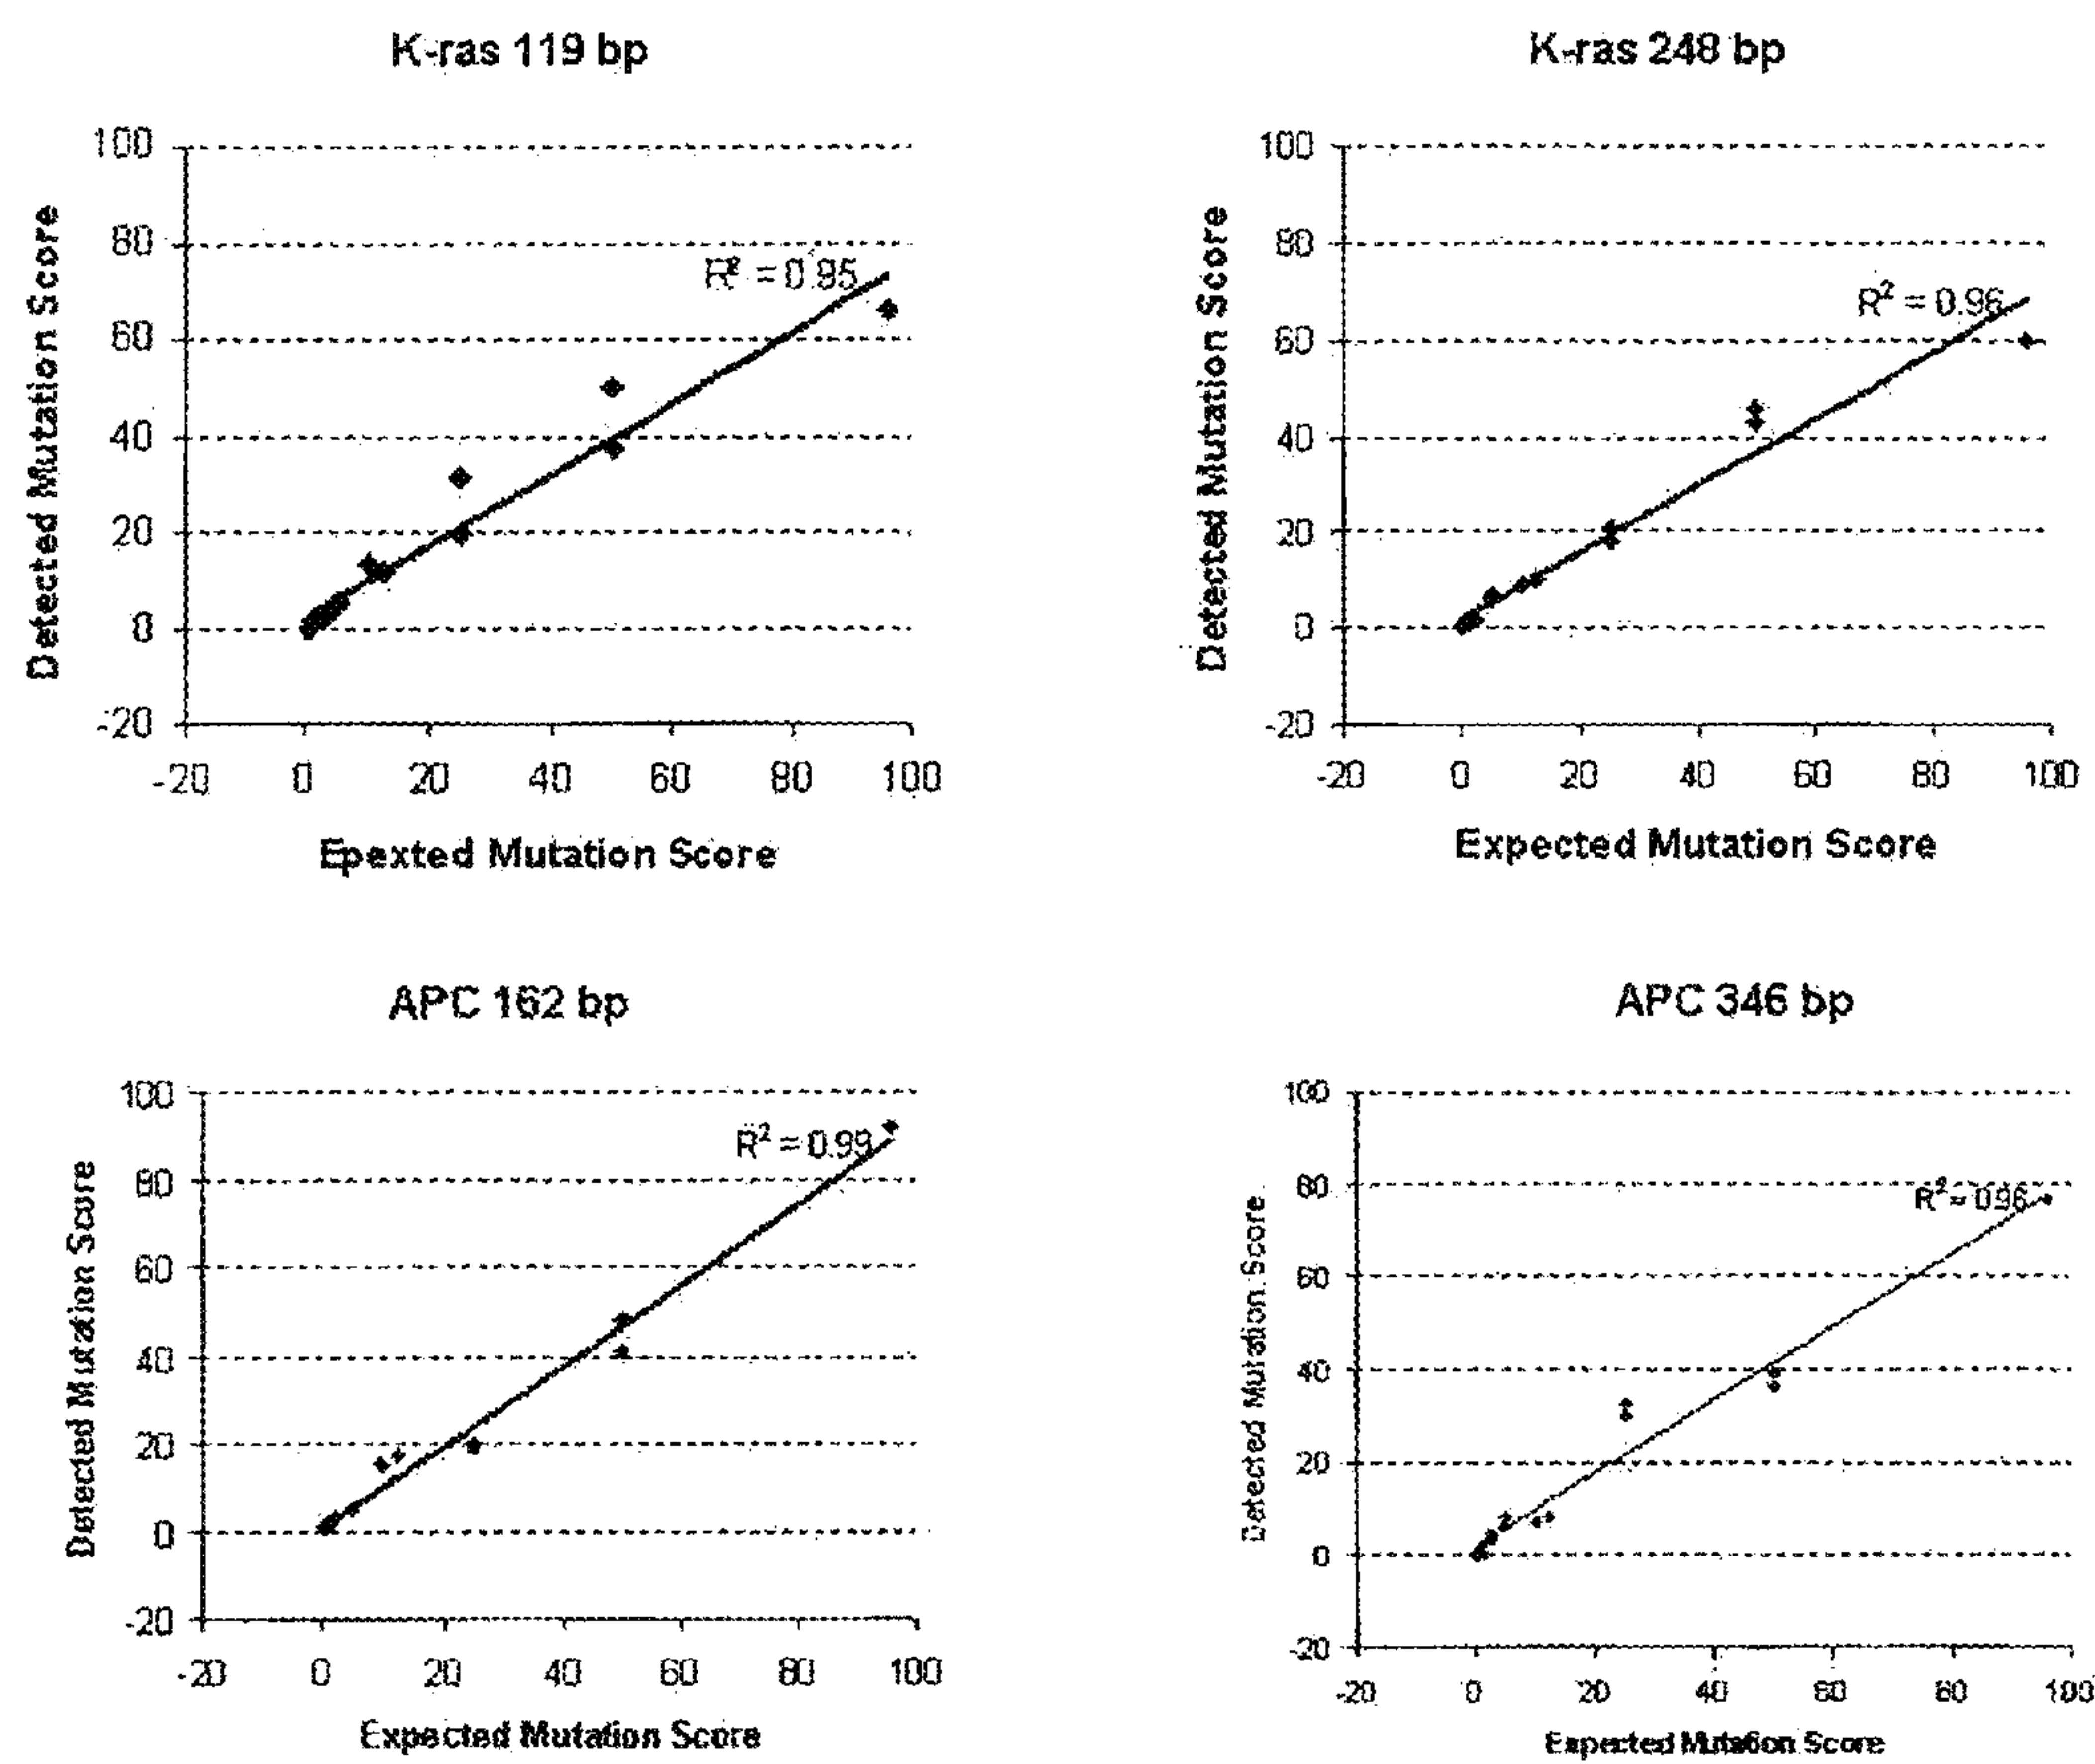 K-ras 119 bp
100
80
60
40
20
0
-20
-20 0 20 40 60 80 100
R² = 0.95
Detected Mutation Score
Epexted Mutation Score
K-ras 248 bp
100
80
60
40
20
0
-20
-20 0 20 40 60 80 100
R² = 0.96
Detected Mutation Score
Expected Mutation Score
APC 162 bp
100
80
60
40
20
0
-20
-20 0 20 40 60 80 100
R² = 0.99
Detected Mutation Score
Expected Mutation Score
APC 346 bp
100
80
60
40
20
0
-20
-20 0 20 40 60 80 100
R² = 0.96
Detected Mutation Score
Expected Mutation Score